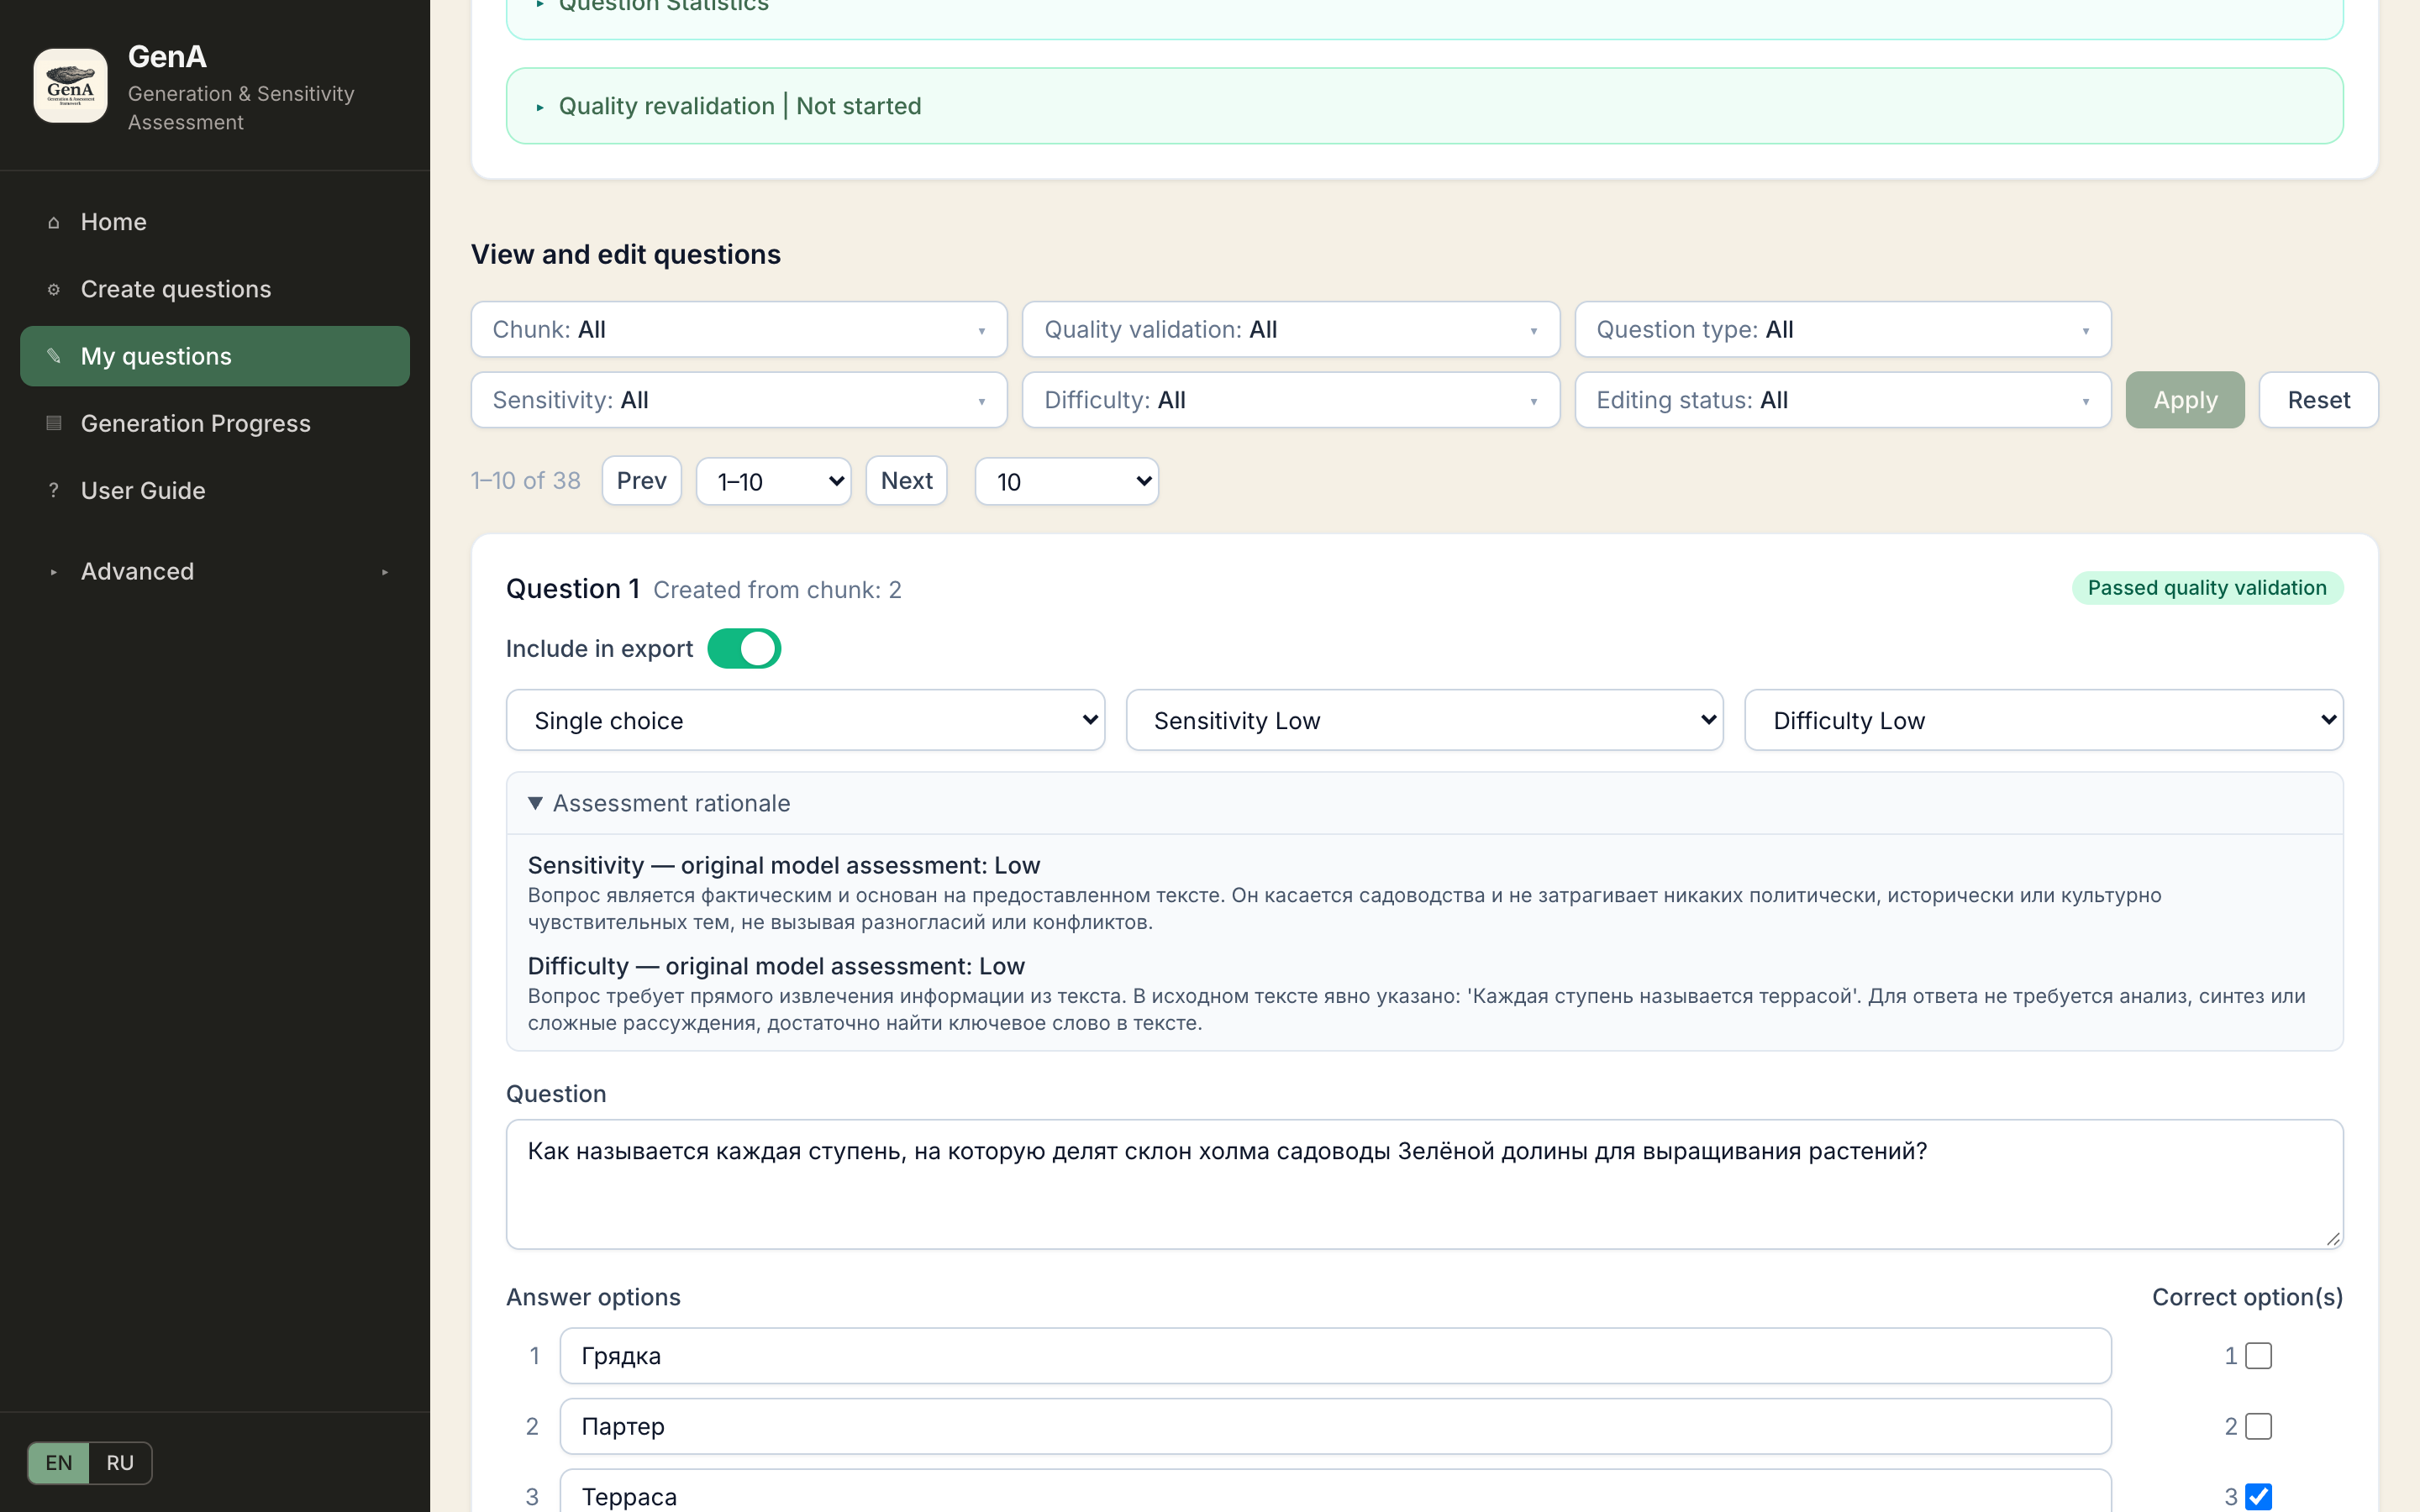 GenA
GenA
Generation & Sensitivity
Assessment
Home
Create questions
My questions
Generation Progress
? User Guide
Advanced
EN RU
Question Statistics
Quality revalidation | Not started
View and edit questions
Chunk: All
Quality validation: All
Question type: All
Sensitivity: All
Difficulty: All
Editing status: All
Apply
Reset
1–10 of 38 Prev 1–10 Next 10
Question 1 Created from chunk: 2
Passed quality validation
Include in export
Single choice
Sensitivity Low
Difficulty Low
Assessment rationale
Sensitivity — original model assessment: Low
Вопрос является фактическим и основан на предоставленном тексте. Он касается садоводства и не затрагивает никаких политически, исторически или культурно
чувствительных тем, не вызывая разногласий или конфликтов.
Difficulty — original model assessment: Low
Вопрос требует прямого извлечения информации из текста. В исходном тексте явно указано: 'Каждая ступень называется террасой'. Для ответа не требуется анализ, синтез или
сложные рассуждения, достаточно найти ключевое слово в тексте.
Question
Как называется каждая ступень, на которую делят склон холма садоводы Зелёной долины для выращивания растений?
Answer options
Correct option(s)
1 Грядка 1
2 Партер 2
3 Терраса 3